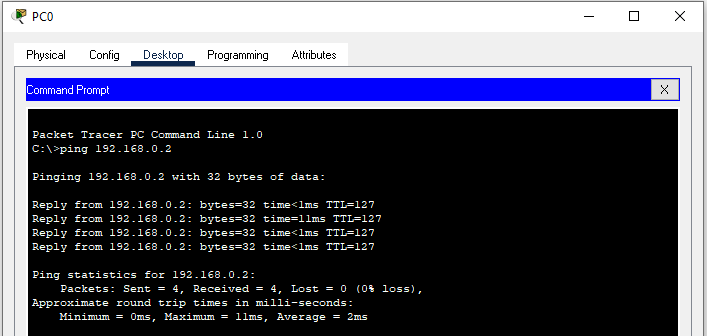 PC0
Physical Config Desktop Programming Attributes
Command Prompt X
Packet Tracer PC Command Line 1.0
C:\>ping 192.168.0.2
Pinging 192.168.0.2 with 32 bytes of data:
Reply from 192.168.0.2: bytes=32 time<1ms TTL=127
Reply from 192.168.0.2: bytes=32 time=11ms TTL=127
Reply from 192.168.0.2: bytes=32 time<1ms TTL=127
Reply from 192.168.0.2: bytes=32 time<1ms TTL=127
Ping statistics for 192.168.0.2:
Packets: Sent = 4, Received = 4, Lost = 0 (0% loss),
Approximate round trip times in milli-seconds:
Minimum = 0ms, Maximum = 11ms, Average = 2ms